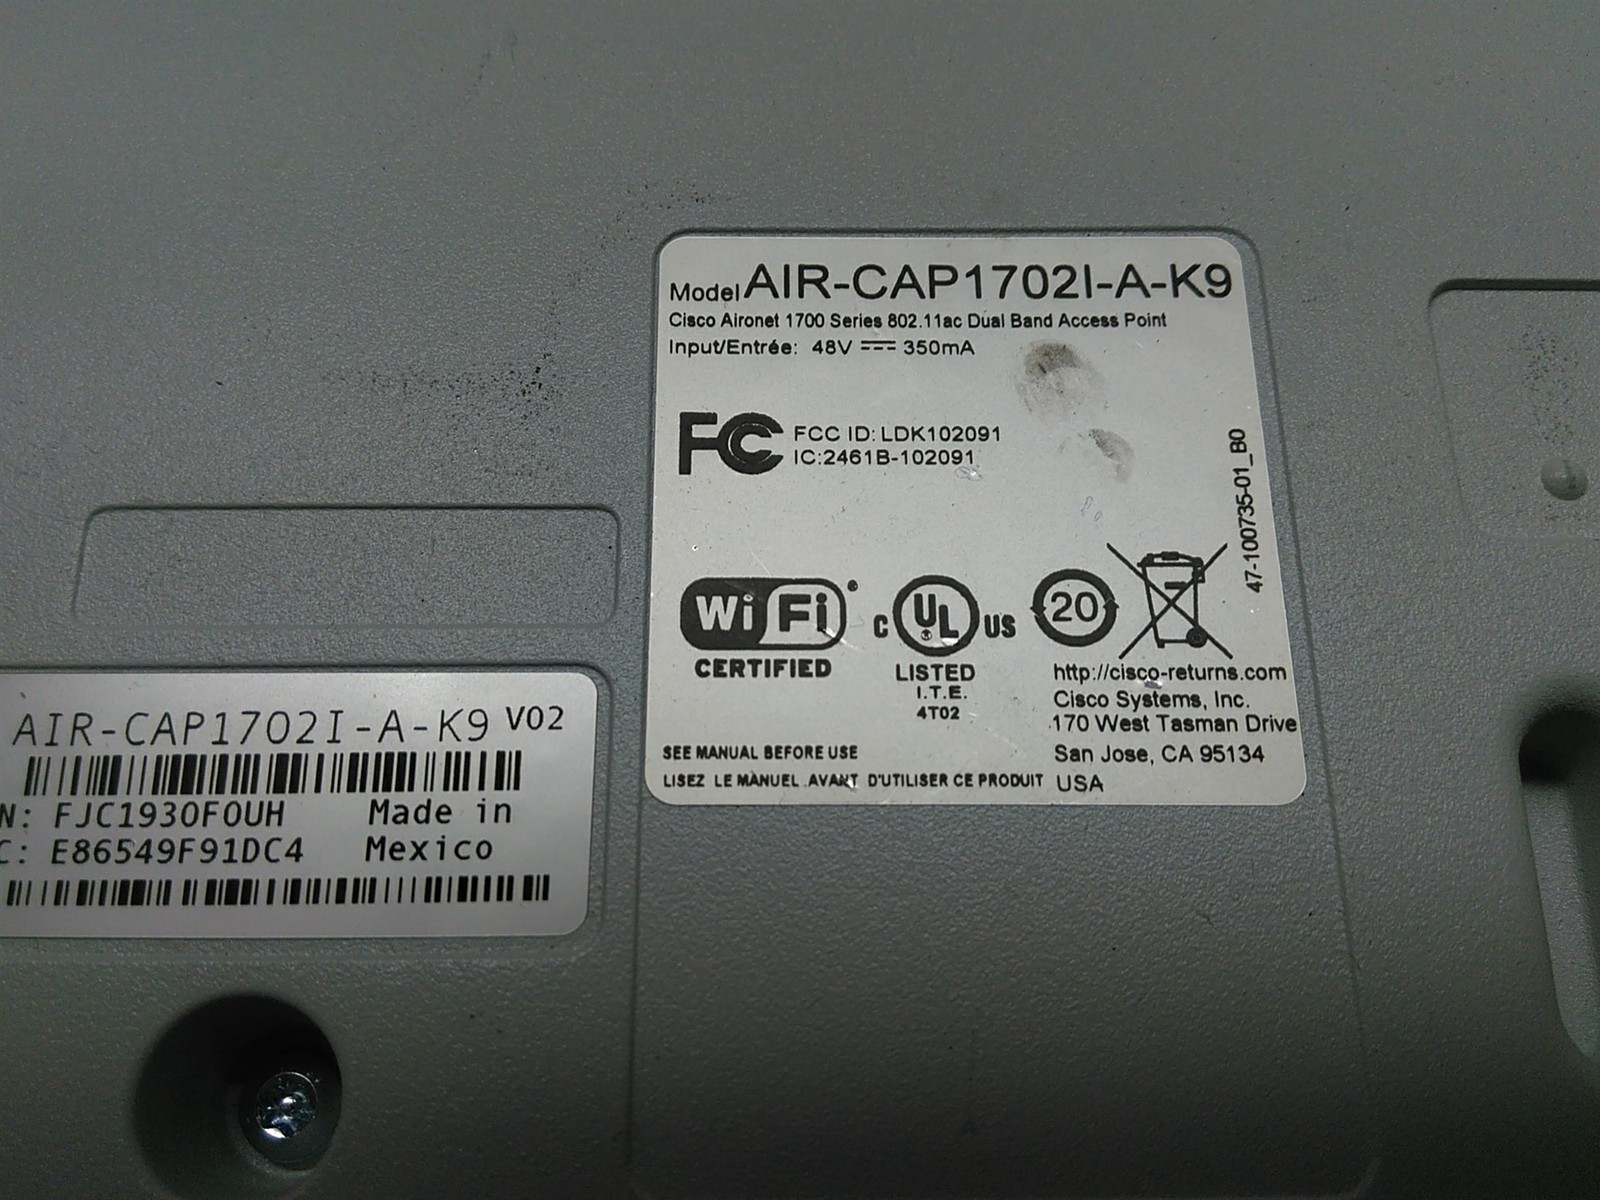 Model AIR-CAP1702I-A-K9
Cisco Aironet 1700 Series 802.11ac Dual Band Access Point
Input/Entrée: 48V 350mA
FC FCC ID: LDK102091
IC:2461B-102091
47-100735-01_B0
Wi Fi
CERTIFIED
C UL US
LISTED
I.T.E.
4T02
20
http://cisco-returns.com
Cisco Systems, Inc.
170 West Tasman Drive
San Jose, CA 95134
USA
SEE MANUAL BEFORE USE
LISEZ LE MANUEL AVANT D'UTILISER CE PRODUIT
AIR-CAP1702I-A-K9 V02
N: FJC1930F0UH Made in
C: E86549F91DC4 Mexico